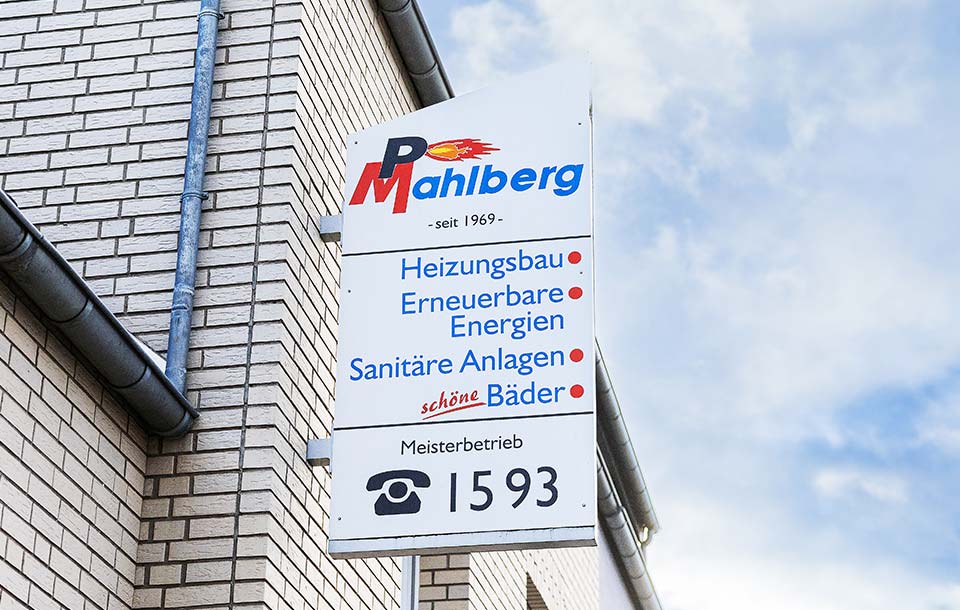 P
Mahlberg
- seit 1969 -
Heizungsbau
Erneuerbare
Energien
Sanitäre Anlagen
schöne Bäder
Meisterbetrieb
1593